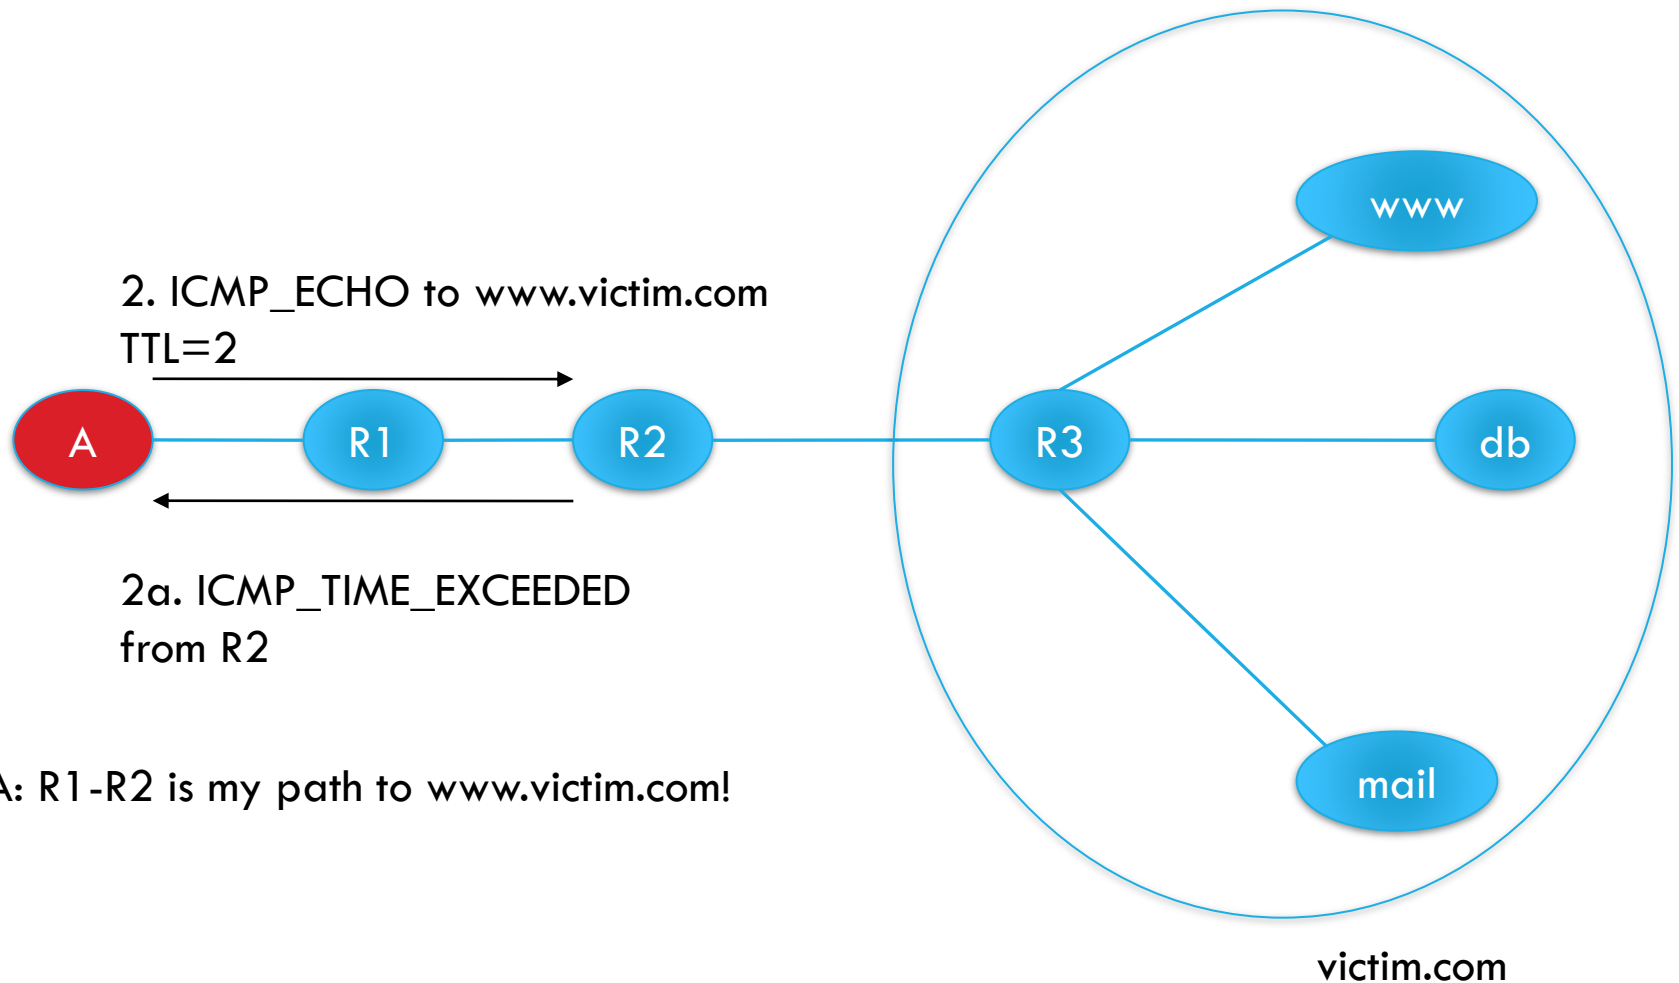 www
2. ICMP_ECHO to www.victim.com
TTL=2
A
R1
R2
R3
db
2a. ICMP_TIME_EXCEEDED
from R2
A: R1-R2 is my path to www.victim.com!
mail
victim.com